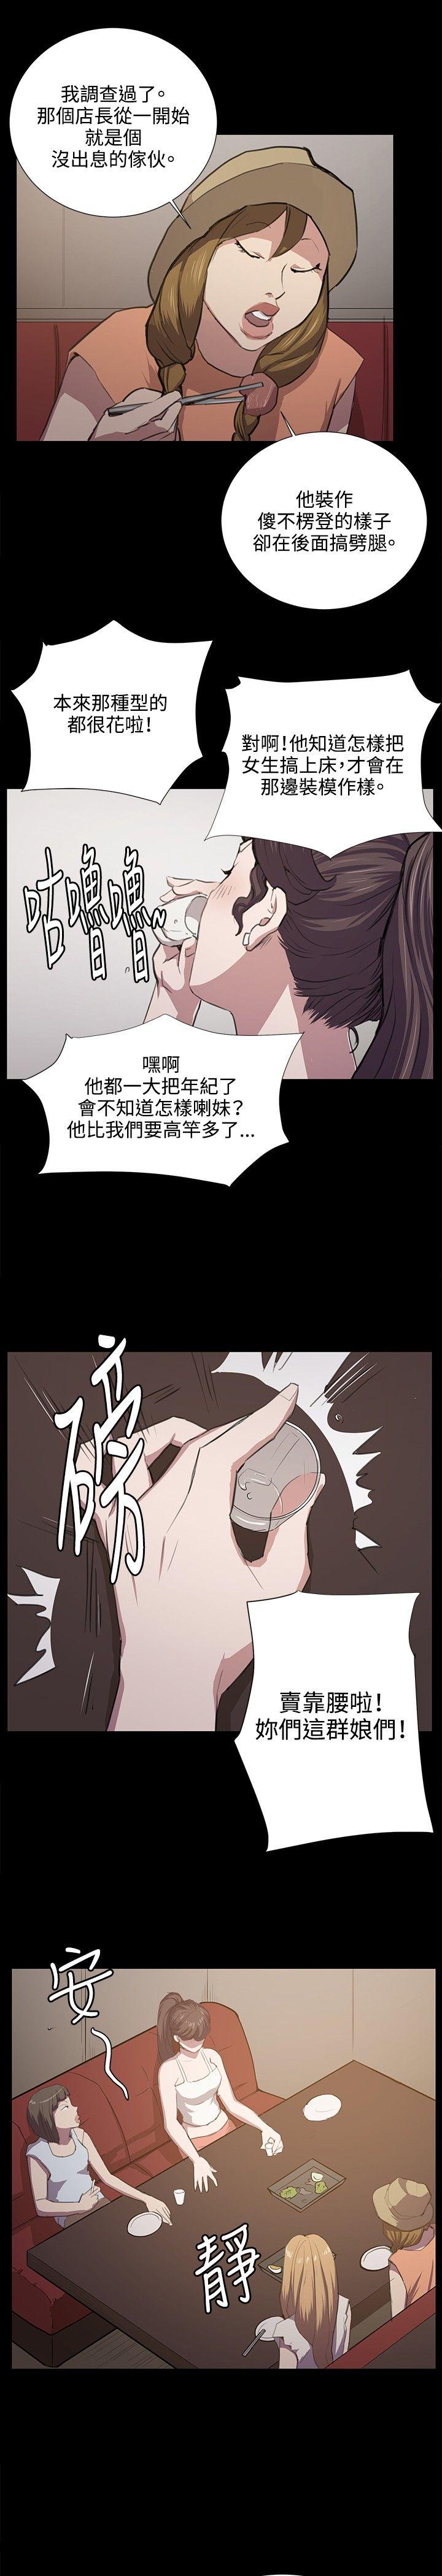 我調查過了。
那個店長從一開始
就是個
沒出息的傢伙。
他裝作
傻不楞登的樣子
卻在後面搞劈腿。
本來那種型的
都很花啦！
對啊！他知道怎樣把
女生搞上床，才會在
那邊裝模作樣。
咕嚕嚕~
嘿啊
他都一大把年紀了
會不知道怎樣喇妹？
他比我們要高竿多了...
磅
賣靠腰啦！
妳們這群娘們！
安~
靜